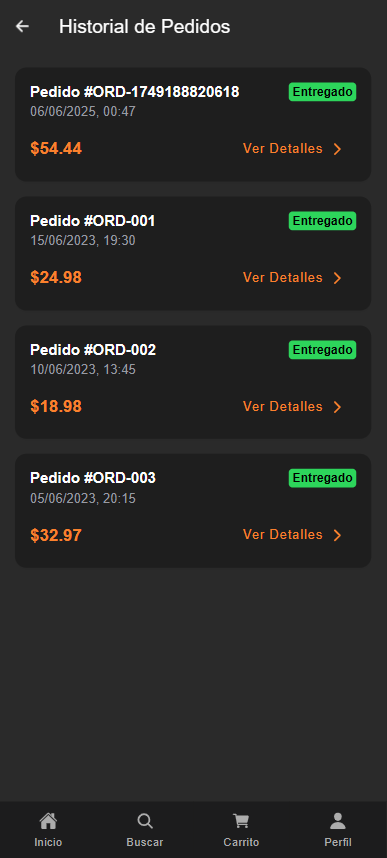 Historial de Pedidos
Pedido #ORD-1749188820618 Entregado
06/06/2025, 00:47
$54.44 Ver Detalles
Pedido #ORD-001 Entregado
15/06/2023, 19:30
$24.98 Ver Detalles
Pedido #ORD-002 Entregado
10/06/2023, 13:45
$18.98 Ver Detalles
Pedido #ORD-003 Entregado
05/06/2023, 20:15
$32.97 Ver Detalles
Inicio Buscar Carrito Perfil